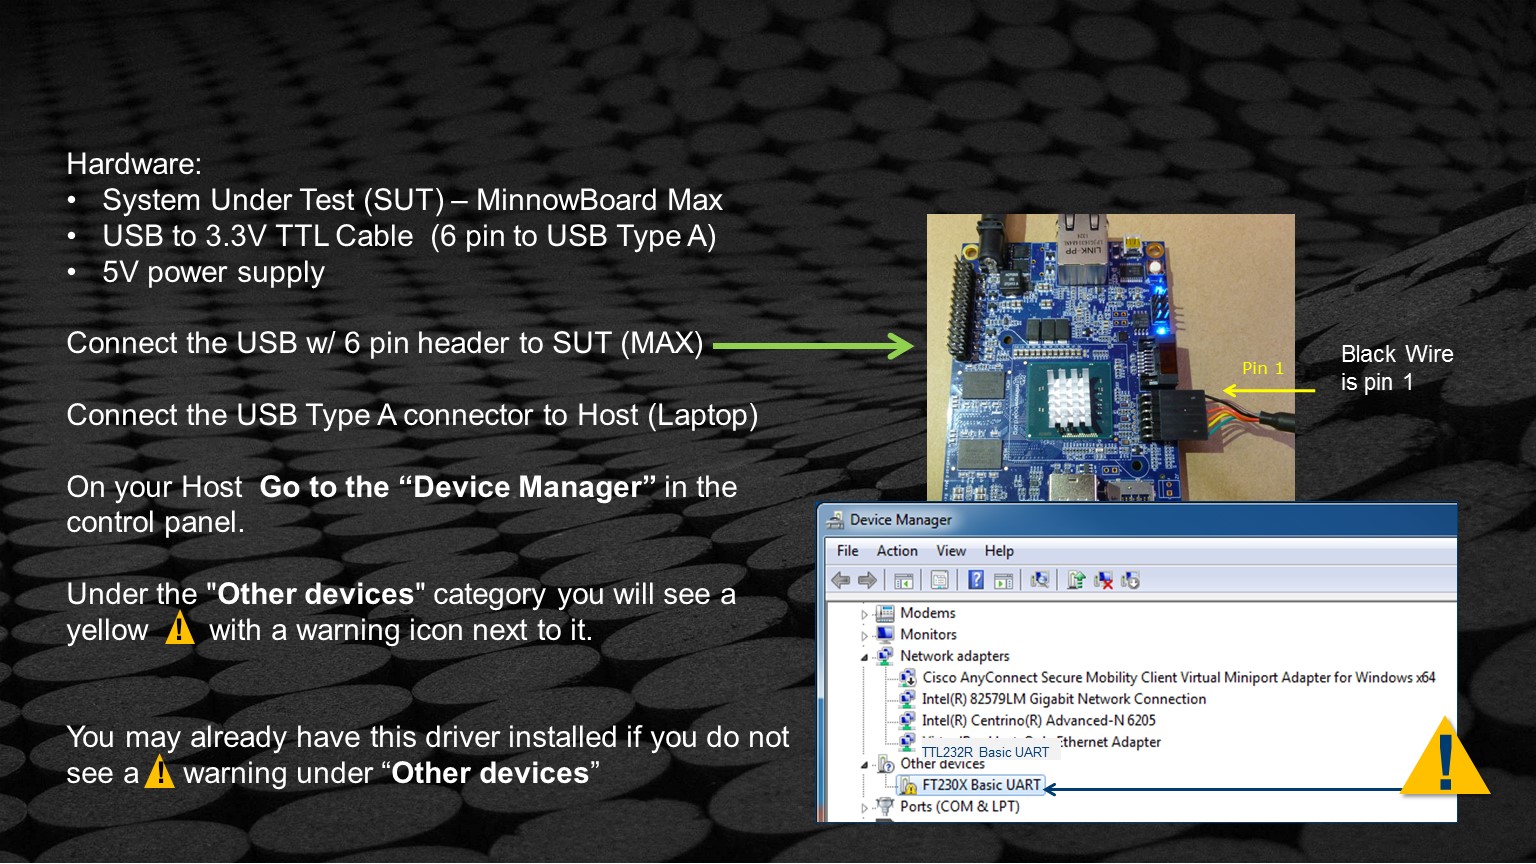 Hardware:
• System Under Test (SUT) – MinnowBoard Max
• USB to 3.3V TTL Cable (6 pin to USB Type A)
• 5V power supply
Connect the USB w/ 6 pin header to SUT (MAX)
Connect the USB Type A connector to Host (Laptop)
On your Host Go to the “Device Manager” in the
control panel.
Under the "Other devices" category you will see a
yellow ! with a warning icon next to it.
You may already have this driver installed if you do not
see a ! warning under “Other devices”
LINK-PP
Pin 1
Black Wire
is pin 1
Device Manager
File Action View Help
Modems
Monitors
Network adapters
Cisco AnyConnect Secure Mobility Client Virtual Miniport Adapter for Windows x64
Intel(R) 82579LM Gigabit Network Connection
Intel(R) Centrino(R) Advanced-N 6205
Ethernet Adapter
TTL232R Basic UART
Other devices
FT230X Basic UART
Ports (COM & LPT)
!